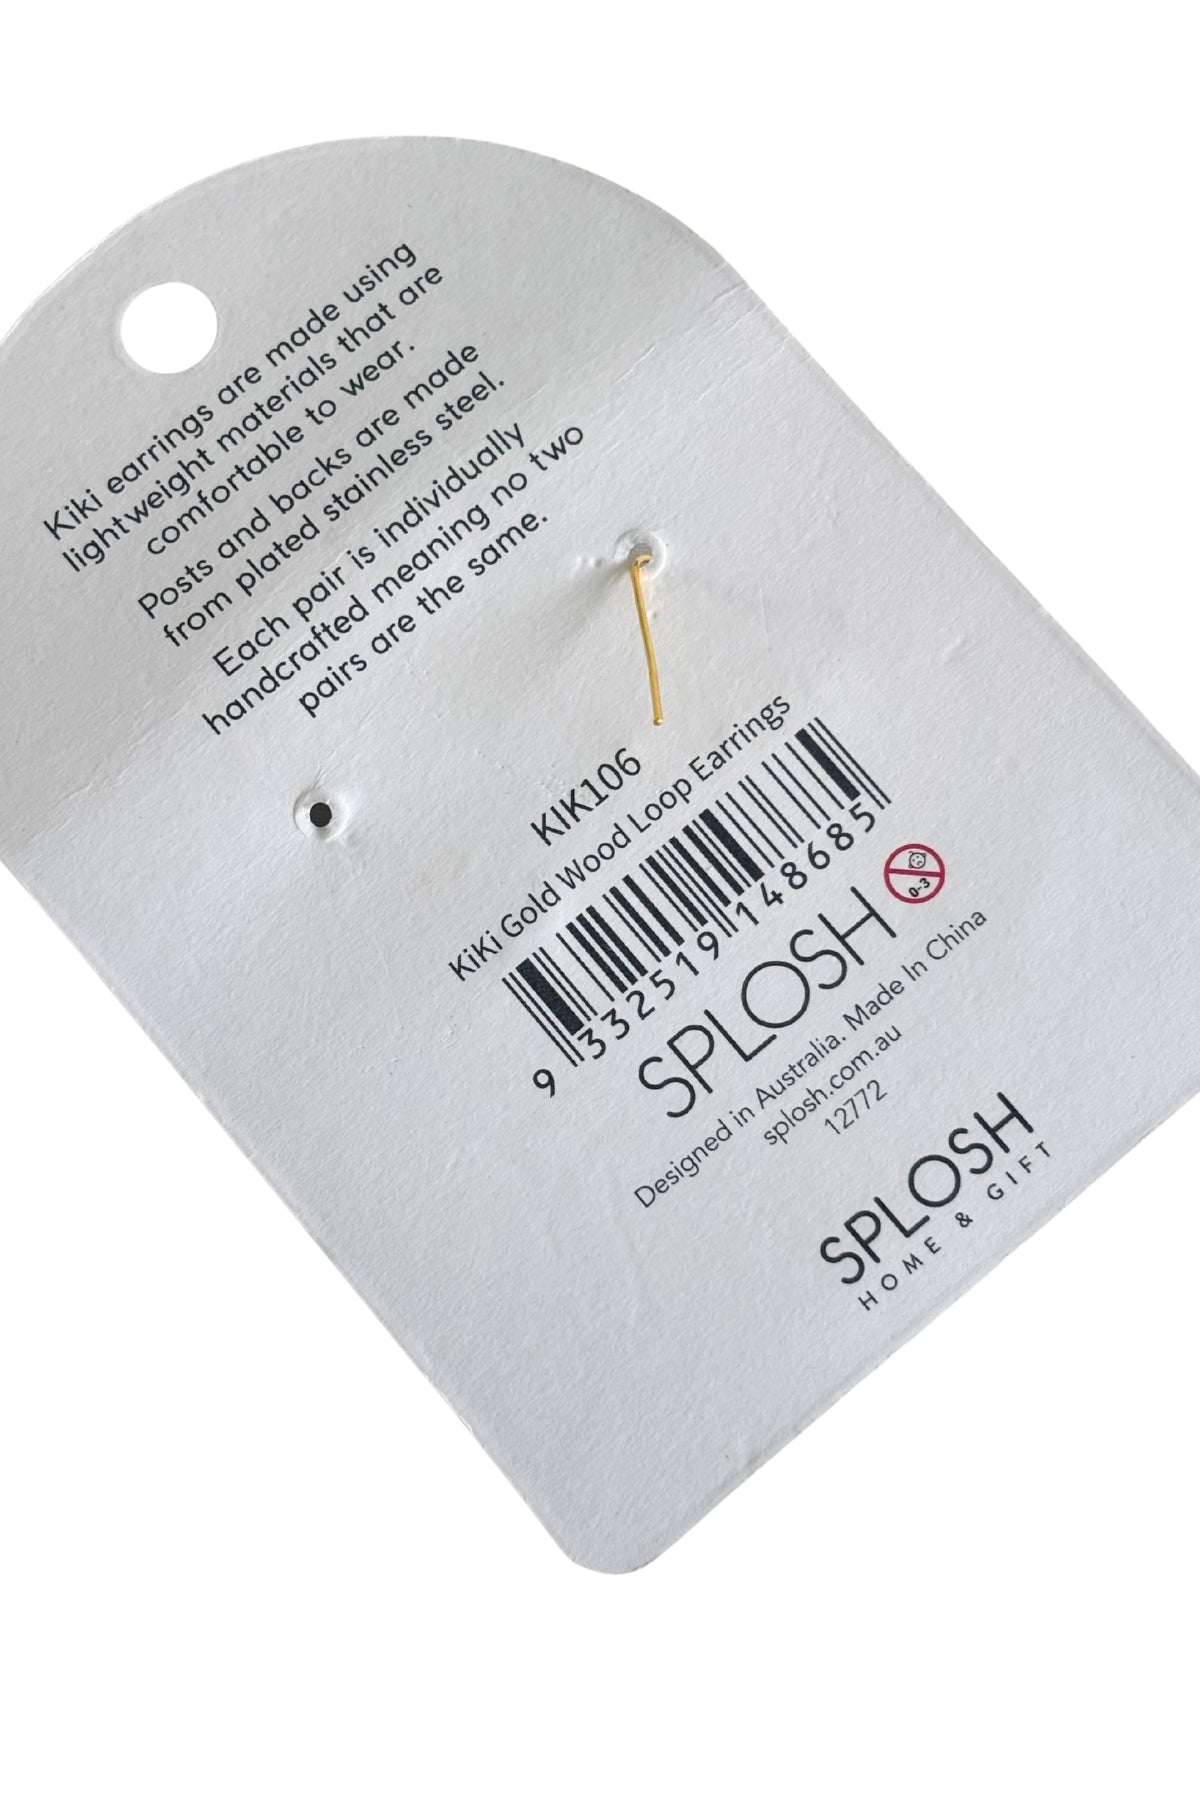 Kiki earrings are made using
lightweight materials that are
comfortable to wear.
Posts and backs are made
from plated stainless steel.
Each pair is individually
handcrafted meaning no two
pairs are the same.
KIK106
KiKi Gold Wood Loop Earrings
9 332519 148685
0-3
SPLOSH
Designed in Australia. Made In China
splosh.com.au
12772
SPLOSH
HOME & GIFT